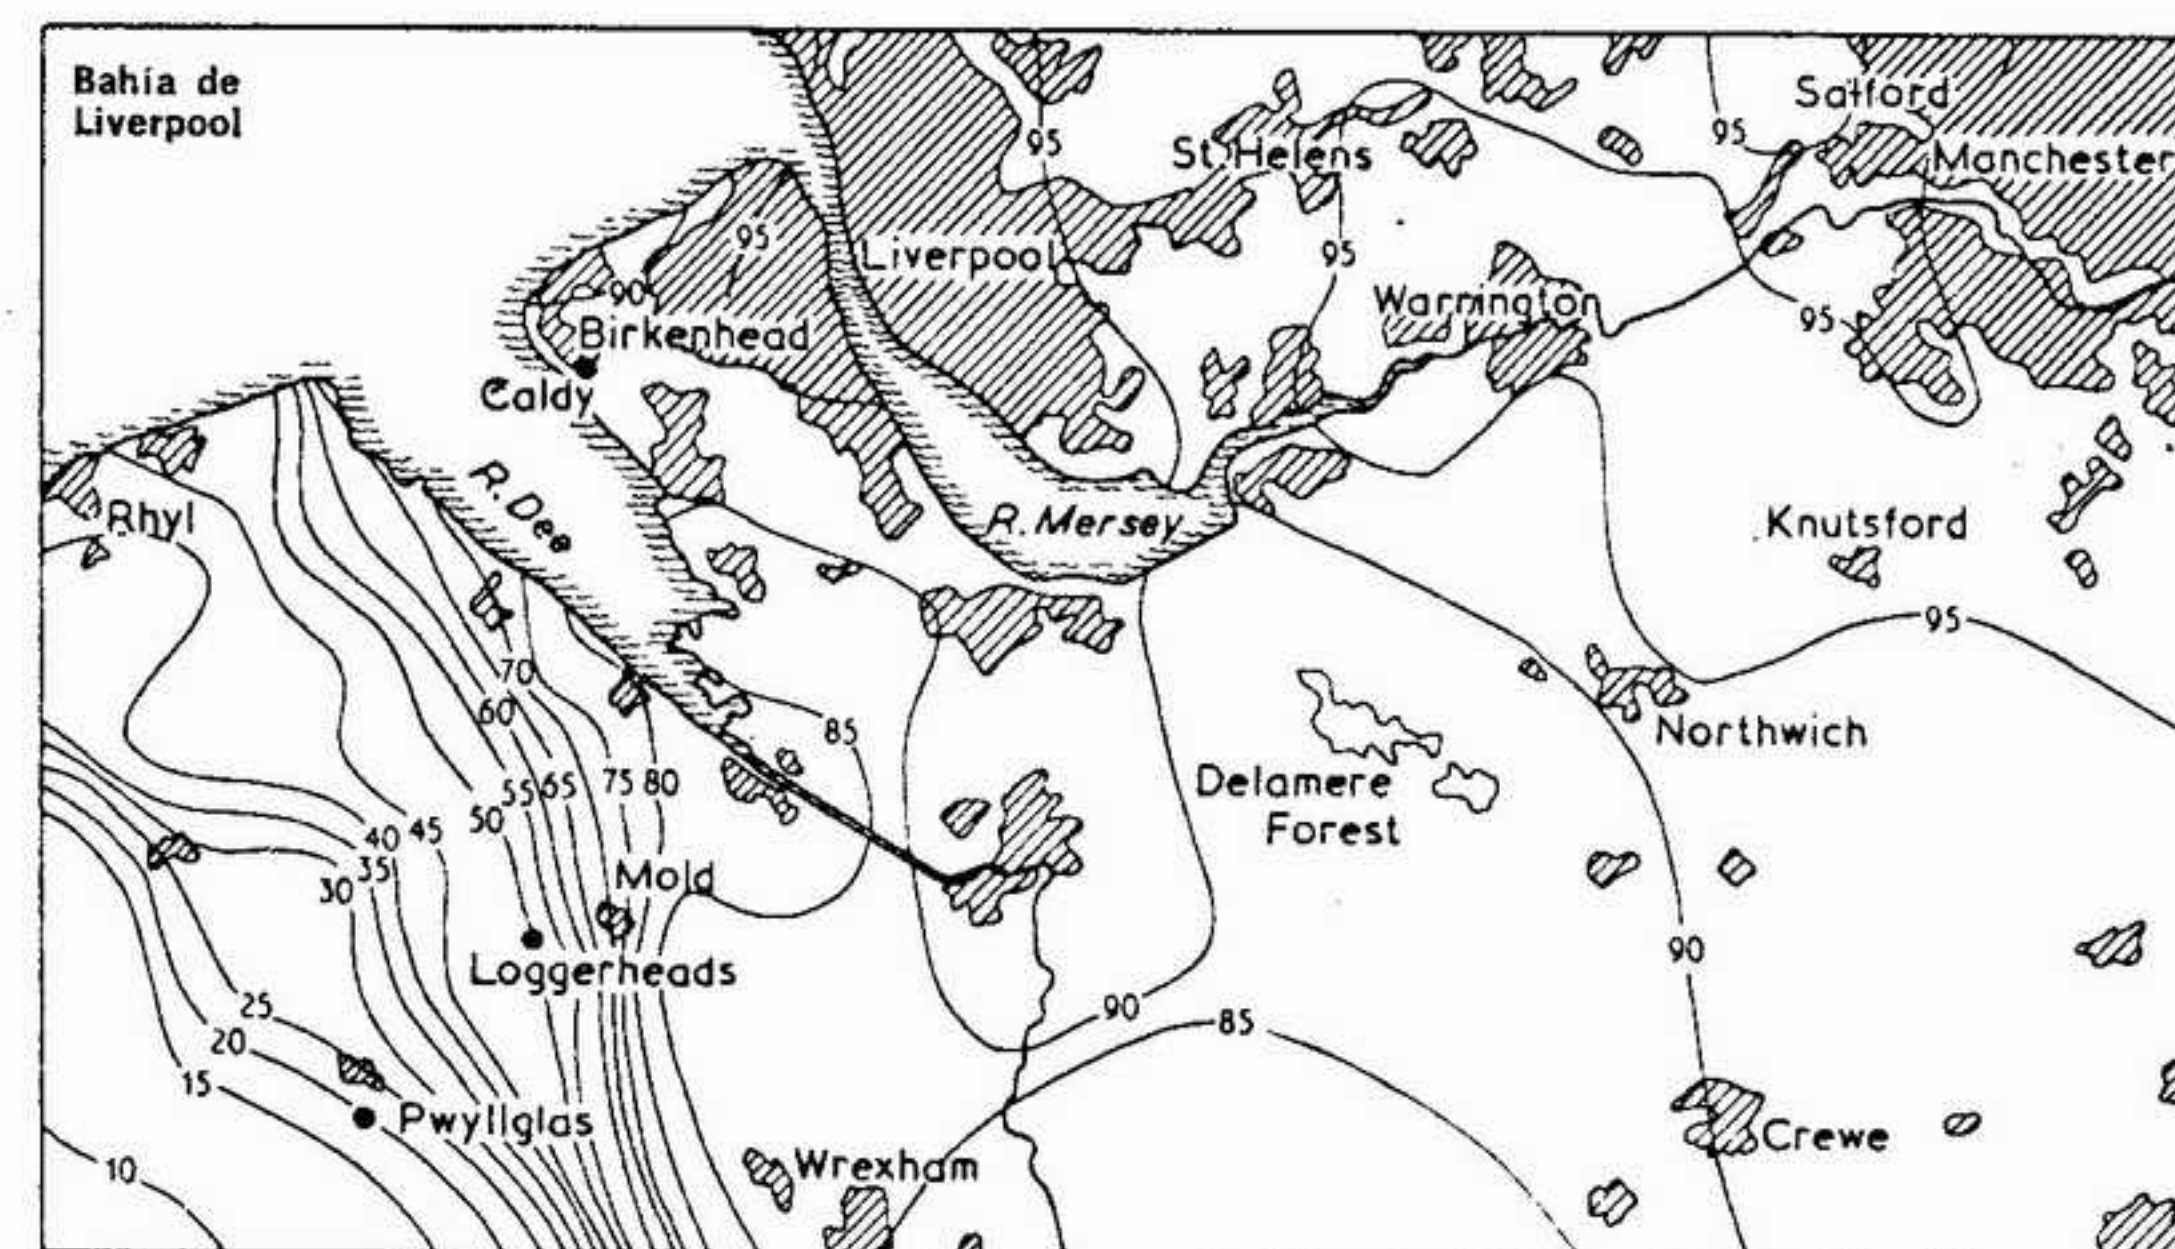 Bahía de
Liverpool
Salford
95
95
St. Helens
Manchester
95
Liverpool
95
90
Warrington
95
Birkenhead
Caldy
R. Dee
Rhyl
R. Mersey
Knutsford
95
70
60
85
Northwich
55
65
75
80
Delamere
Forest
50
40
45
35
30
Mold
90
Loggerheads
25
90
85
20
15
Pwyllglas
Crewe
10
Wrexham